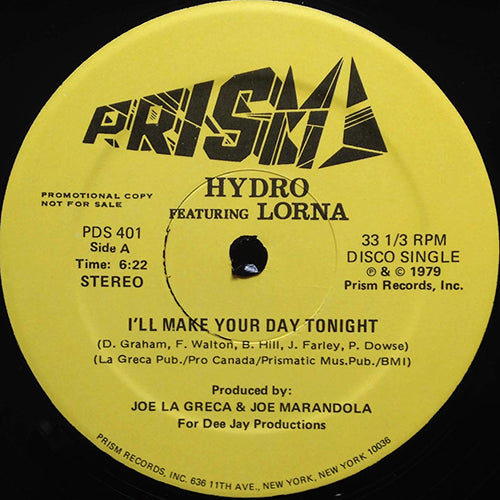 PRISM
HYDRO
FEATURING LORNA
PROMOTIONAL COPY
NOT FOR SALE
PDS 401
Side A
Time: 6:22
STEREO
33 1/3 RPM
DISCO SINGLE
℗ & © 1979
Prism Records, Inc.
I'LL MAKE YOUR DAY TONIGHT
(D. Graham, F. Walton, B. Hill, J. Farley, P. Dowse)
(La Greca Pub./Pro Canada/Prismatic Mus.Pub./BMI)
Produced by:
JOE LA GRECA & JOE MARANDOLA
For Dee Jay Productions
PRISM RECORDS, INC. 636 11TH AVE., NEW YORK, NEW YORK 10036